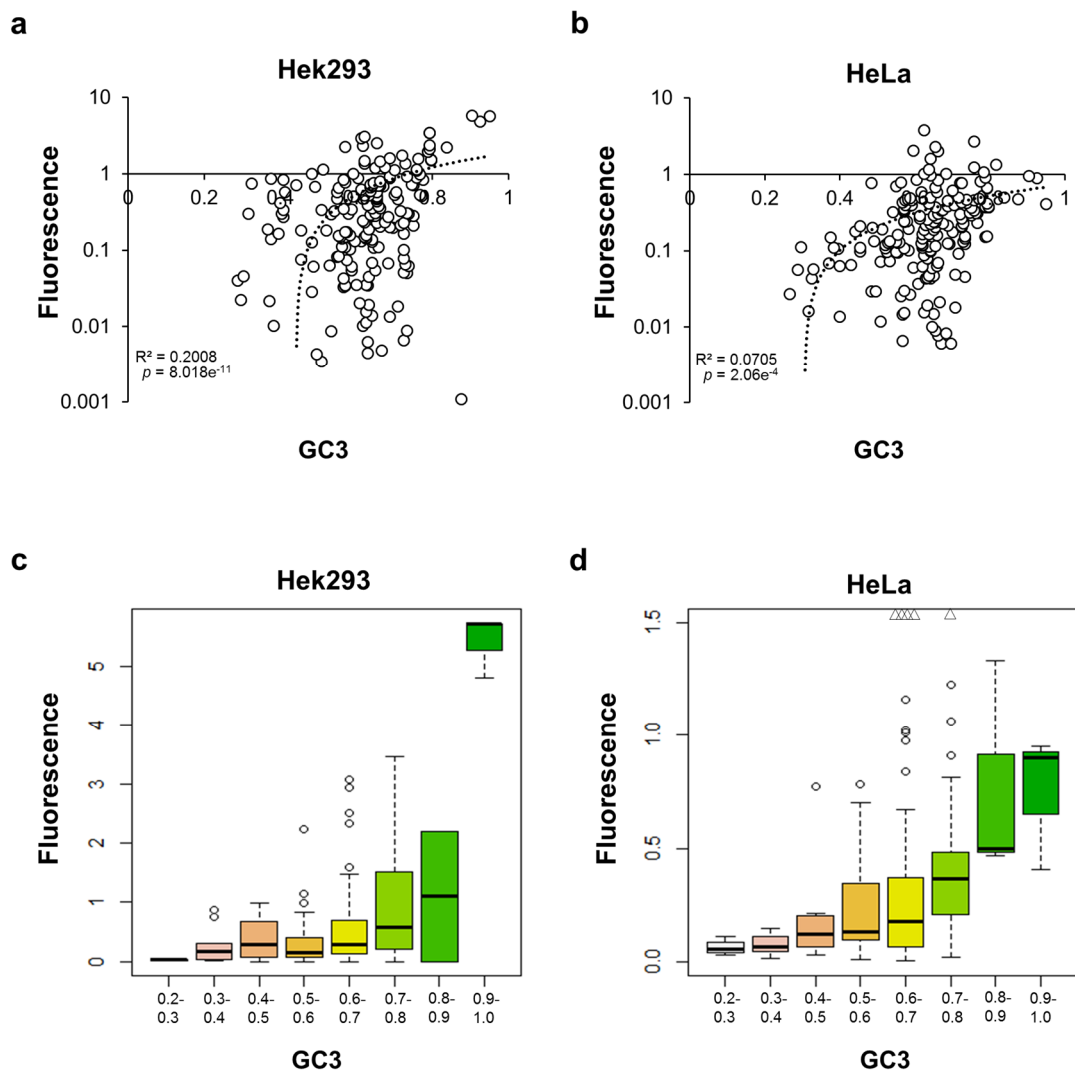 a
b
Hek293
HeLa
10
1
0.1
0.01
0.001
Fluorescence
0
0.2
0.4
0.6
0.8
1
R² = 0.2008
p = 8.018e⁻¹¹
GC3
10
1
0.1
0.01
0.001
Fluorescence
0
0.2
0.4
0.8
1
R² = 0.0705
p = 2.06e⁻⁴
GC3
c
d
Hek293
HeLa
Fluorescence
5
4
3
2
1
0
0.2- 0.3- 0.4- 0.5- 0.6- 0.7- 0.8- 0.9-
0.3 0.4 0.5 0.6 0.7 0.8 0.9 1.0
GC3
Fluorescence
1.5
1.0
0.5
0.0
0.2- 0.3- 0.4- 0.5- 0.6- 0.7- 0.8- 0.9-
0.3 0.4 0.5 0.6 0.7 0.8 0.9 1.0
GC3